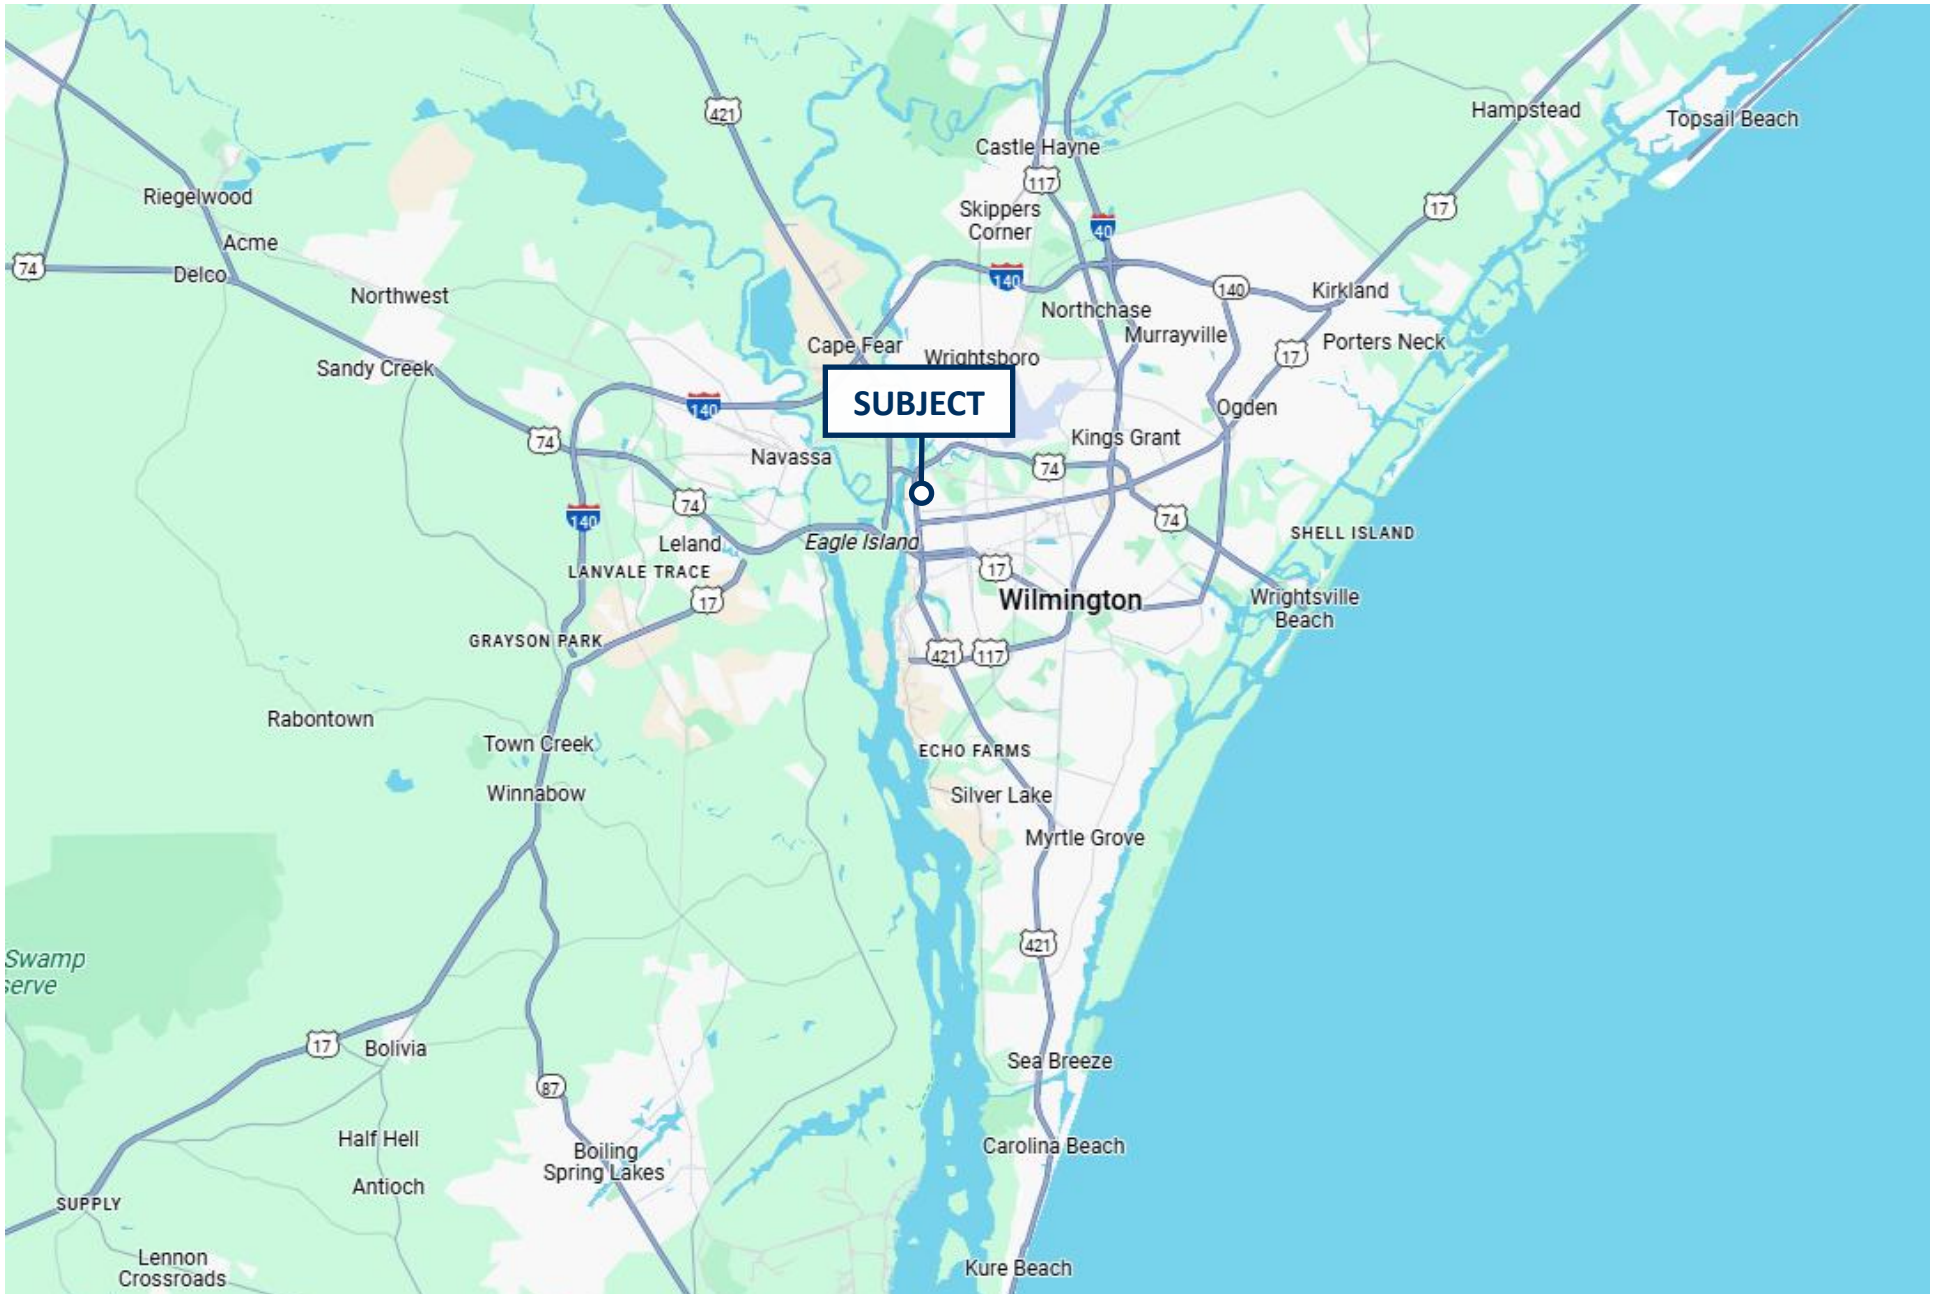 421
Hampstead
Topsail Beach
Castle Hayne
117
Riegelwood
Skippers
Corner
17
40
Acme
74
Delco
140
140
Kirkland
Northwest
Northchase
Murrayville
Cape Fear
Wrightsboro
17
Porters Neck
Sandy Creek
SUBJECT
140
Ogden
74
Kings Grant
Navassa
74
74
140
74
SHELL ISLAND
Leland
Eagle Island
LANVALE TRACE
17
17
Wilmington
Wrightsville
Beach
GRAYSON PARK
421
117
Rabontown
Town Creek
ECHO FARMS
Winnabow
Silver Lake
Myrtle Grove
421
Swamp
serve
17
Bolivia
Sea Breeze
87
Half Hell
Carolina Beach
Boiling
Spring Lakes
Antioch
SUPPLY
Lennon
Crossroads
Kure Beach